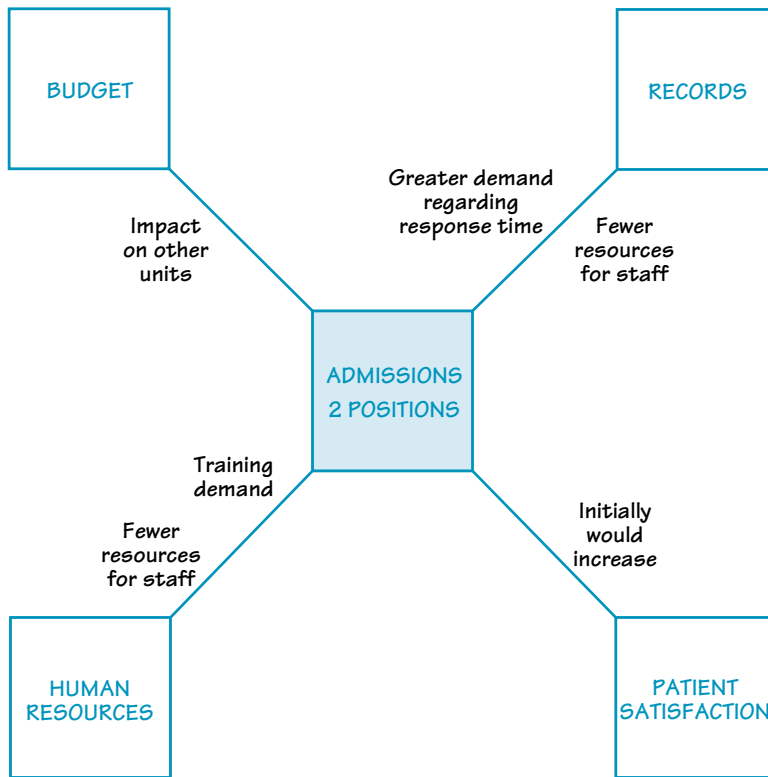 BUDGET
RECORDS
Greater demand
regarding
response time
Impact
on other
units
Fewer
resources
for staff
ADMISSIONS
2 POSITIONS
Training
demand
Fewer
resources
for staff
Initially
would
increase
HUMAN
RESOURCES
PATIENT
SATISFACTION